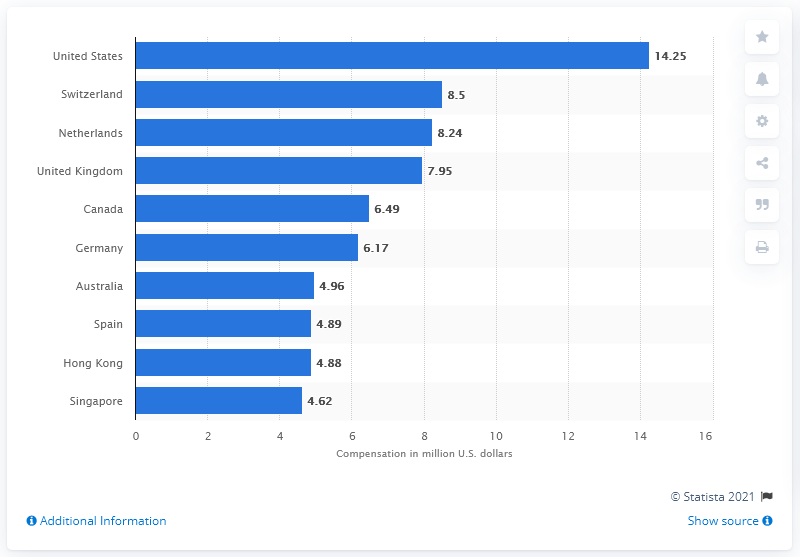 United States 14.25
Switzerland 8.5
Netherlands 8.24
United Kingdom 7.95
Canada 6.49
Germany 6.17
Australia 4.96
Spain 4.89
Hong Kong 4.88
Singapore 4.62
0 2 4 6 8 10 12 14 16
Compensation in million U.S. dollars
© Statista 2021
Additional Information Show source